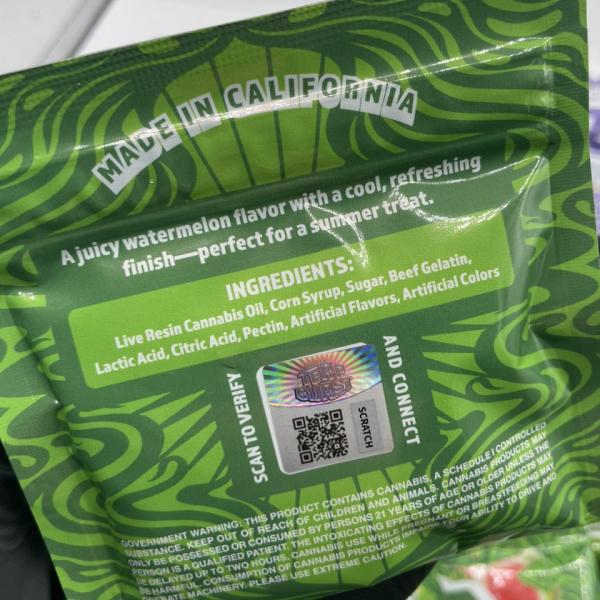 MADE IN CALIFORNIA
A juicy watermelon flavor with a cool, refreshing
finish—perfect for a summer treat.
INGREDIENTS:
Live Resin Cannabis Oil, Corn Syrup, Sugar, Beef Gelatin,
Lactic Acid, Citric Acid, Pectin, Artificial Flavors, Artificial Colors
SCAN TO VERIFY
SCRATCH
AND CONNECT
GOVERNMENT WARNING: THIS PRODUCT CONTAINS CANNABIS, A SCHEDULE I CONTROLLED
SUBSTANCE. KEEP OUT OF REACH OF CHILDREN AND ANIMALS. CANNABIS PRODUCTS MAY
ONLY BE POSSESSED OR CONSUMED BY PERSONS 21 YEARS OF AGE OR OLDER UNLESS THE
PERSON IS A QUALIFIED PATIENT. THE INTOXICATING EFFECTS OF CANNABIS PRODUCTS MAY
BE DELAYED UP TO TWO HOURS. CANNABIS USE WHILE PREGNANT OR BREASTFEEDING MAY
BE HARMFUL. CONSUMPTION OF CANNABIS PRODUCTS IMPAIRS YOUR ABILITY TO DRIVE AND
OPERATE MACHINERY. PLEASE USE EXTREME CAUTION.